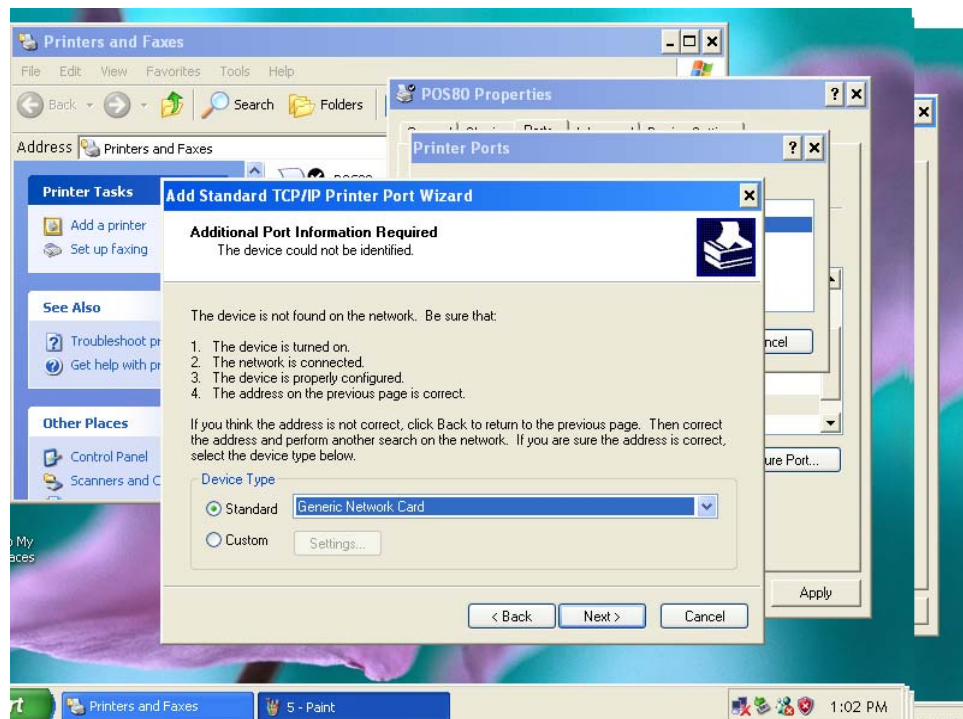 Printers and Faxes
File Edit View Favorites Tools Help
Back Search Folders
Address Printers and Faxes
Printer Tasks
Add a printer
Set up faxing
See Also
Troubleshoot
Get help with
Other Places
Control Panel
Scanners and
POS80 Properties
Printer Ports
Add Standard TCP/IP Printer Port Wizard
Additional Port Information Required
The device could not be identified.
The device is not found on the network. Be sure that:
1. The device is turned on.
2. The network is connected.
3. The device is properly configured.
4. The address on the previous page is correct.
If you think the address is not correct, click Back to return to the previous page. Then correct
the address and perform another search on the network. If you are sure the address is correct,
select the device type below.
Device Type
Standard Generic Network Card
Custom Settings...
< Back Next > Cancel
Port...
Apply
My
Printers and Faxes 5 - Paint 1:02 PM